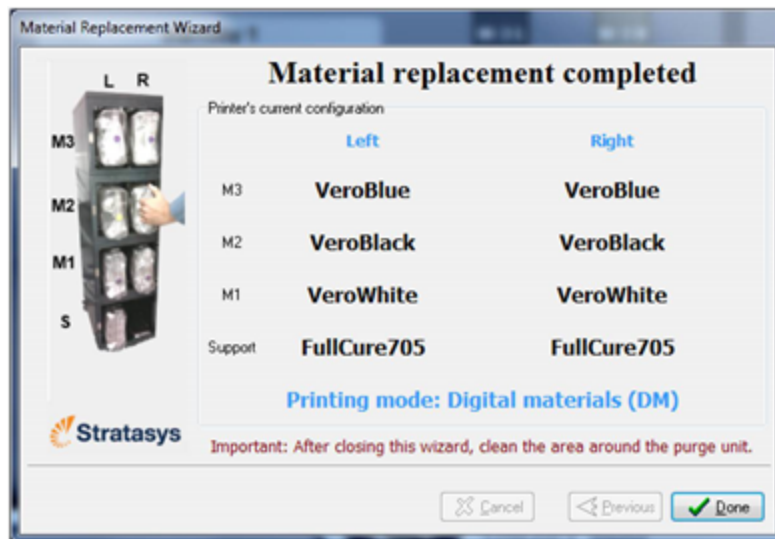 Material Replacement Wizard
L R
Material replacement completed
Printer's current configuration
Left Right
M3
M3 VeroBlue VeroBlue
M2
M2 VeroBlack VeroBlack
M1
M1 VeroWhite VeroWhite
S
Support FullCure705 FullCure705
Printing mode: Digital materials (DM)
Stratasys
Important: After closing this wizard, clean the area around the purge unit.
Cancel Previous Done